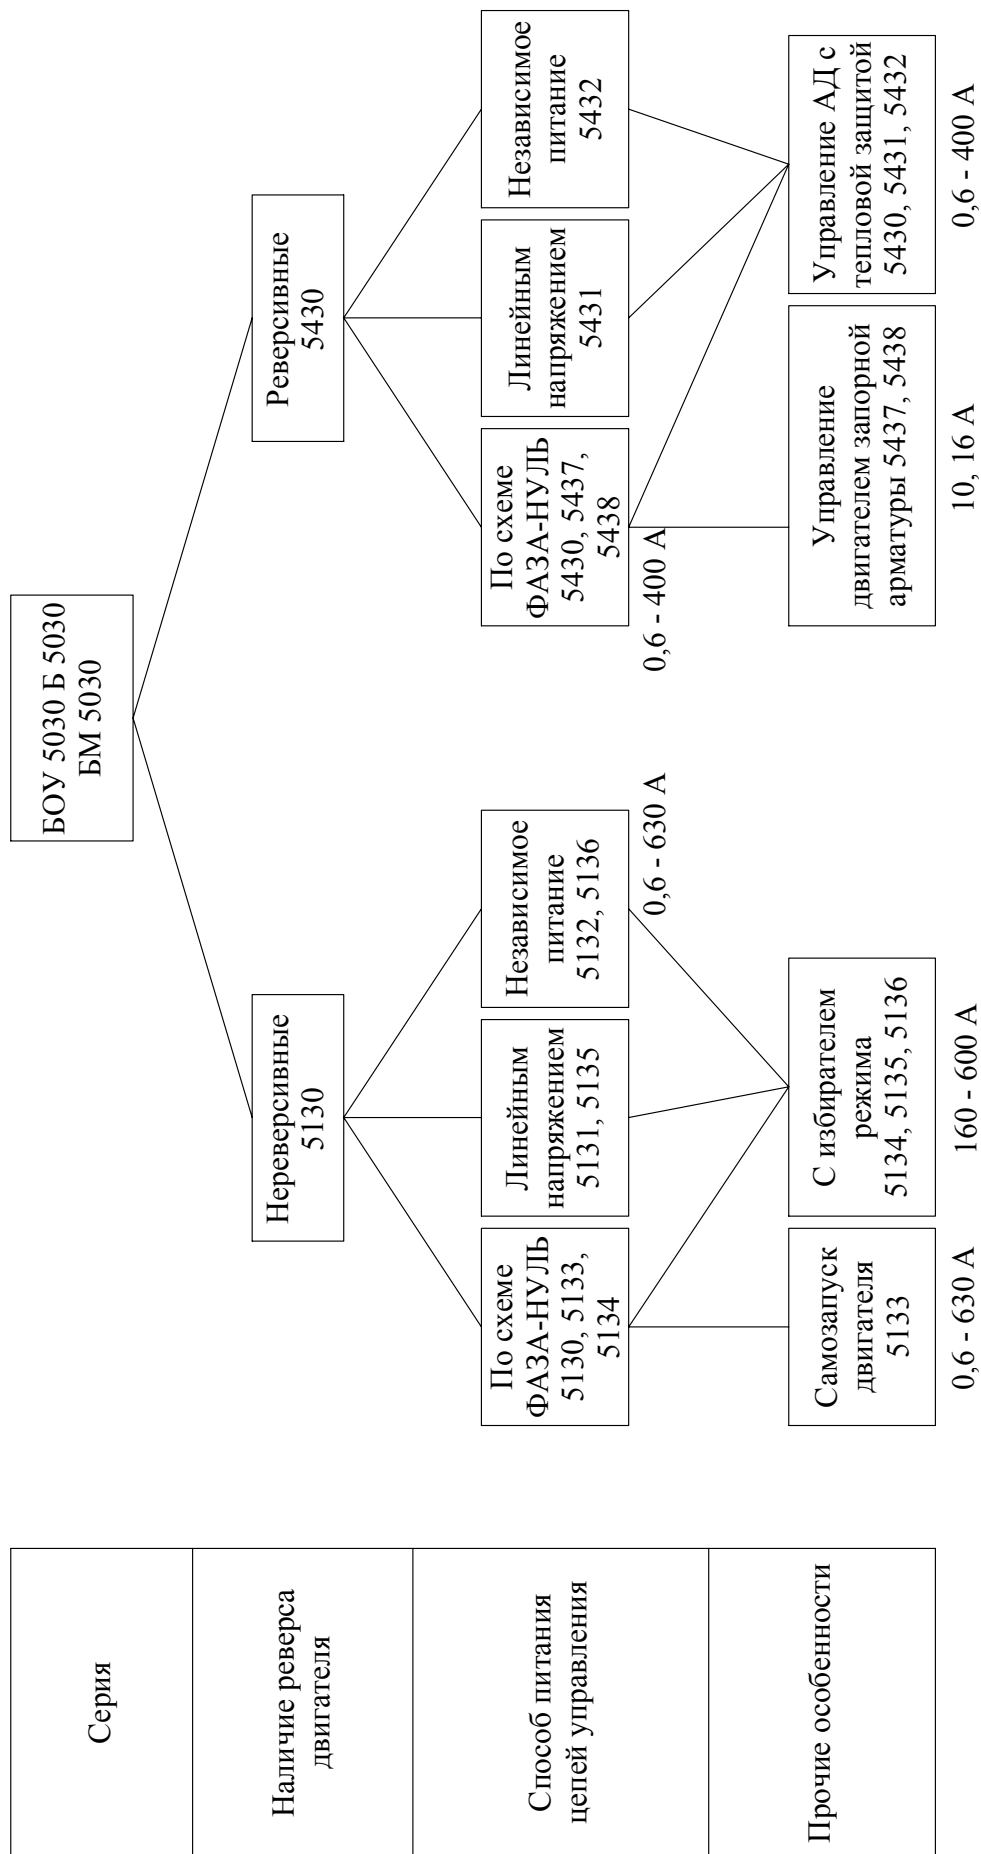 Серия
БОУ 5030 Б 5030
БМ 5030
Наличие реверса
двигателя
Нереверсивные
5130
Реверсивные
5430
Способ питания
цепей управления
По схеме
ФАЗА-НУЛЬ
5130, 5133,
5134
Линейным
напряжением
5131, 5135
Независимое
питание
5132, 5136
0,6 - 630 А
По схеме
ФАЗА-НУЛЬ
5430, 5437,
5438
0,6 - 400 А
Линейным
напряжением
5431
Независимое
питание
5432
Прочие особенности
Самозапуск
двигателя
5133
0,6 - 630 А
С избирателем
режима
5134, 5135, 5136
160 - 600 А
Управление
двигателем запорной
арматуры 5437, 5438
10, 16 А
Управление АД с
тепловой защитой
5430, 5431, 5432
0,6 - 400 А